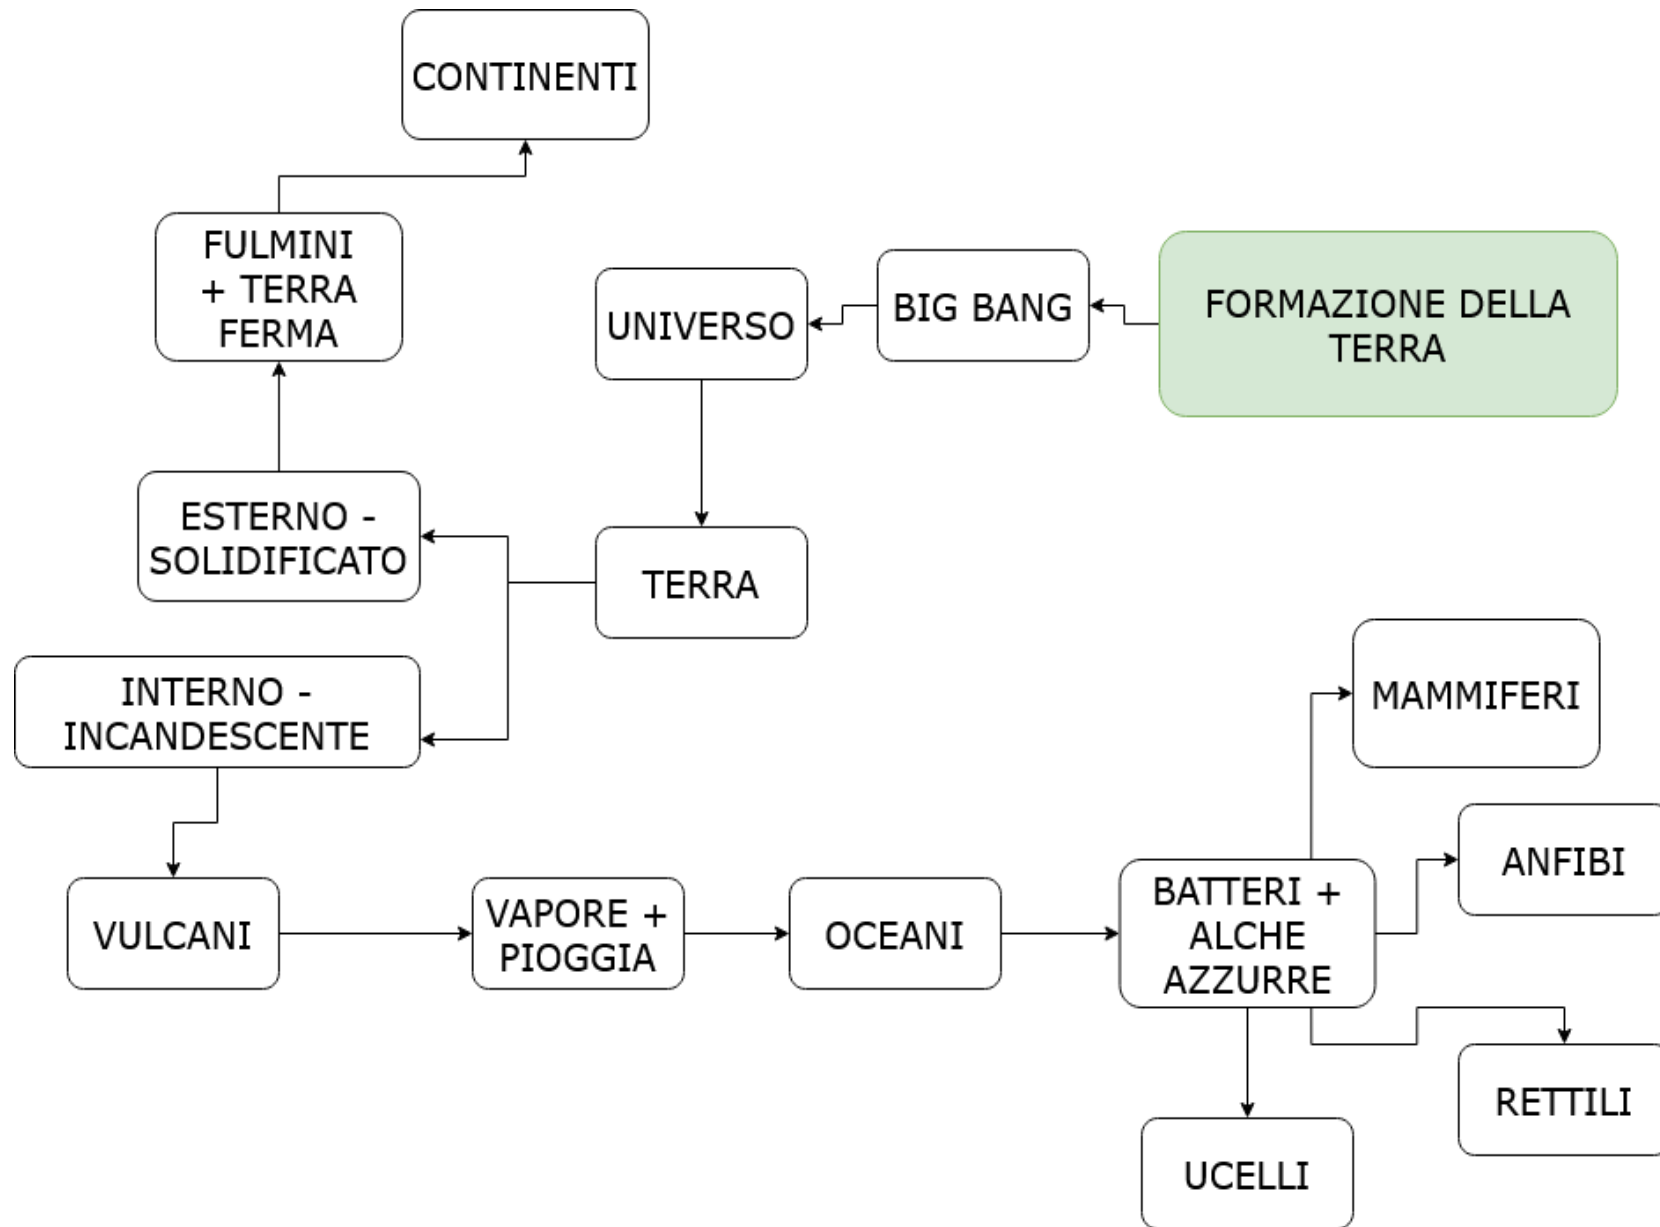 CONTINENTI
FULMINI
+ TERRA
FERMA
UNIVERSO
BIG BANG
FORMAZIONE DELLA
TERRA
ESTERNO -
SOLIDIFICATO
TERRA
INTERNO -
INCANDESCENTE
MAMMIFERI
ANFIBI
VULCANI
VAPORE +
PIOGGIA
OCEANI
BATTERI +
ALCHE
AZZURRE
RETTILI
UCELLI